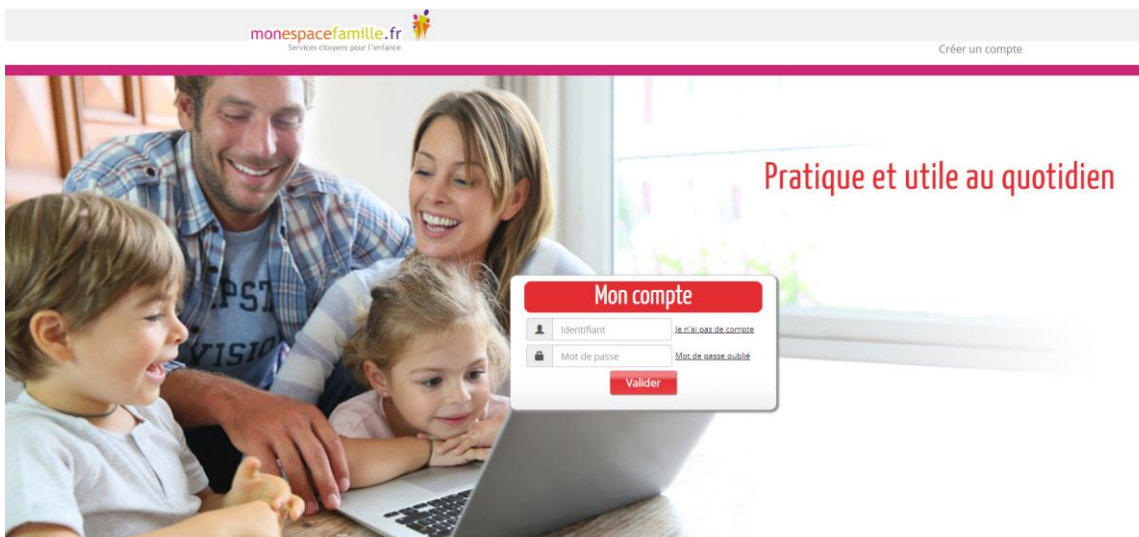 monespacefamille.fr
Services citoyens pour l'enfance
Créer un compte
Pratique et utile au quotidien
Mon compte
Identifiant
Je n'ai pas de compte
Mot de passe
Mot de passe oublié
Valider